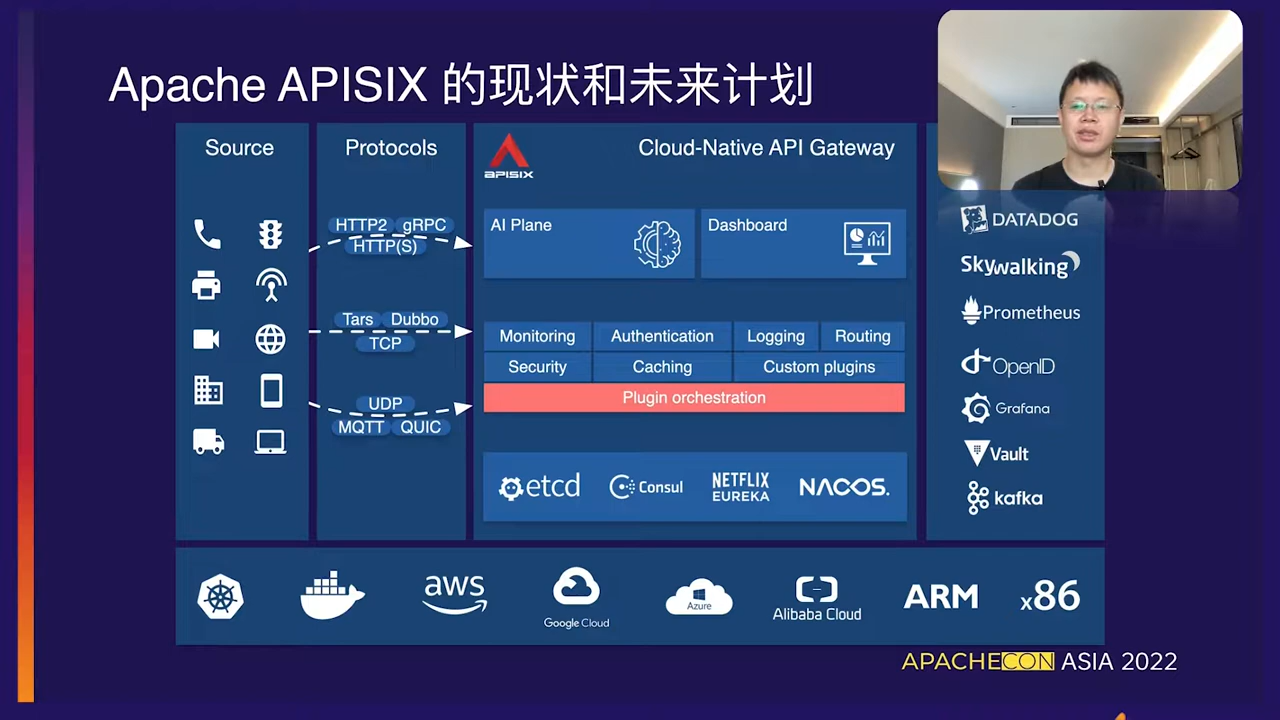 Apache APISIX 的现状和未来计划
Source
Protocols
APISIX
Cloud-Native API Gateway
HTTP2 gRPC
HTTP(S)
Tars Dubbo
TCP
UDP
MQTT QUIC
AI Plane
Dashboard
Monitoring Authentication Logging Routing
Security Caching Custom plugins
Plugin orchestration
etcd Consul NETFLIX EUREKA NACOS.
DATADOG
Skywalking
Prometheus
OpenID
Grafana
Vault
kafka
aws
Google Cloud
Azure
Alibaba Cloud
ARM
x86
APACHECON ASIA 2022